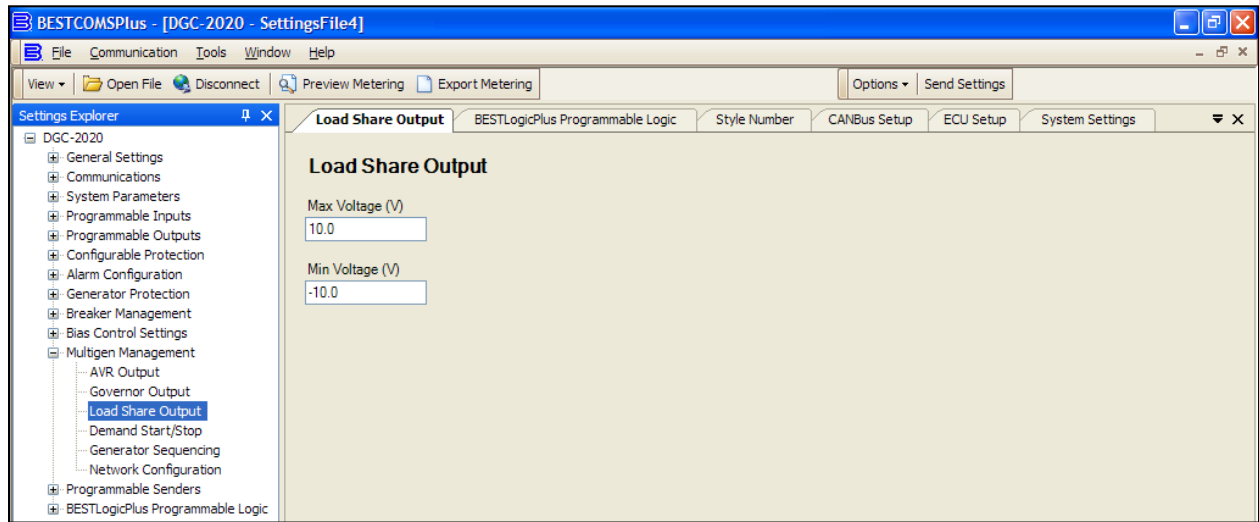 BESTCOMSPlus - [DGC-2020 - SettingsFile4]
File Communication Tools Window Help
View Open File Disconnect Preview Metering Export Metering Options Send Settings
Settings Explorer
DGC-2020
General Settings
Communications
System Parameters
Programmable Inputs
Programmable Outputs
Configurable Protection
Alarm Configuration
Generator Protection
Breaker Management
Bias Control Settings
Multigen Management
AVR Output
Governor Output
Load Share Output
Demand Start/Stop
Generator Sequencing
Network Configuration
Programmable Senders
BESTLogicPlus Programmable Logic
Load Share Output BESTLogicPlus Programmable Logic Style Number CANBus Setup ECU Setup System Settings
Load Share Output
Max Voltage (V)
10.0
Min Voltage (V)
-10.0